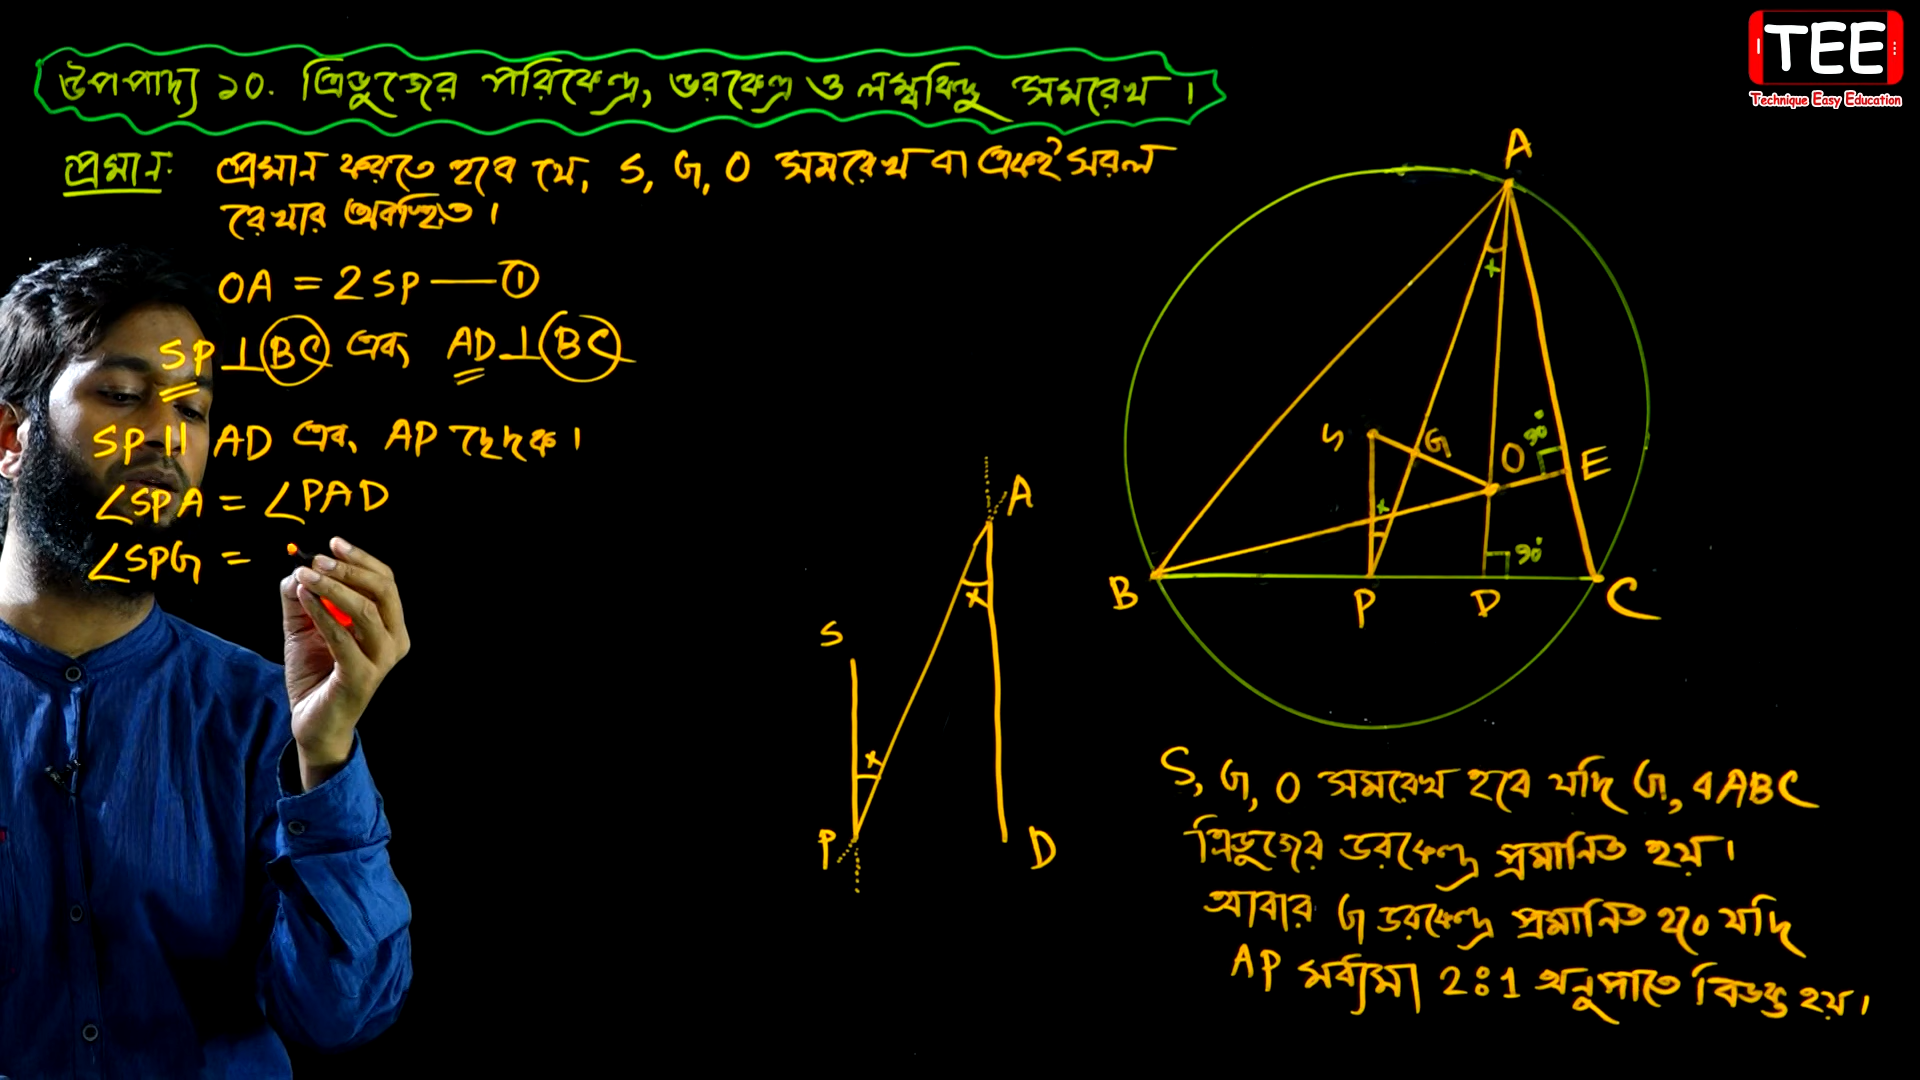 উপপাদ্য ১০. ত্রিভুজের পরিকেন্দ্র, ভরকেন্দ্র ও লম্ববিন্দু সমরেখ।
প্রমান: প্রমান করতে হবে যে, S, G, O সমরেখ বা একই সরল
রেখার অবস্থিত।
OA = 2SP — ①
SP ⊥ BC এবং AD ⊥ BC
SP || AD এবং AP ছেদক।
∠SPA = ∠PAD
∠SPG =
A
x
S
x
P
D
A
x
S
G
O
90°
E
x
90°
B
P
D
C
S, G, O সমরেখ হবে যদি G, ΔABC
ত্রিভুজের ভরকেন্দ্র প্রমানিত হয়।
আবার G ভরকেন্দ্র প্রমানিত হবে যদি
AP মধ্যমা 2:1 অনুপাতে বিভক্ত হয়।
TEE
Technique Easy Education